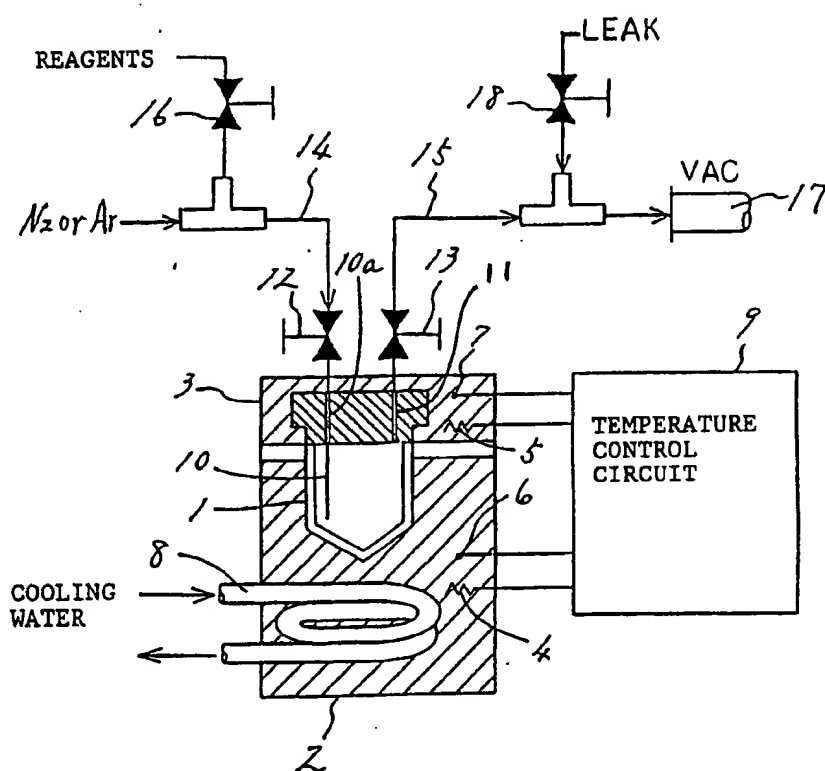 REAGENTS
LEAK
16
18
14
15
VAC
17
N2 or Ar
10a
13
11
12
9
3
7
TEMPERATURE
CONTROL
CIRCUIT
5
10
6
1
8
COOLING
WATER
4
2